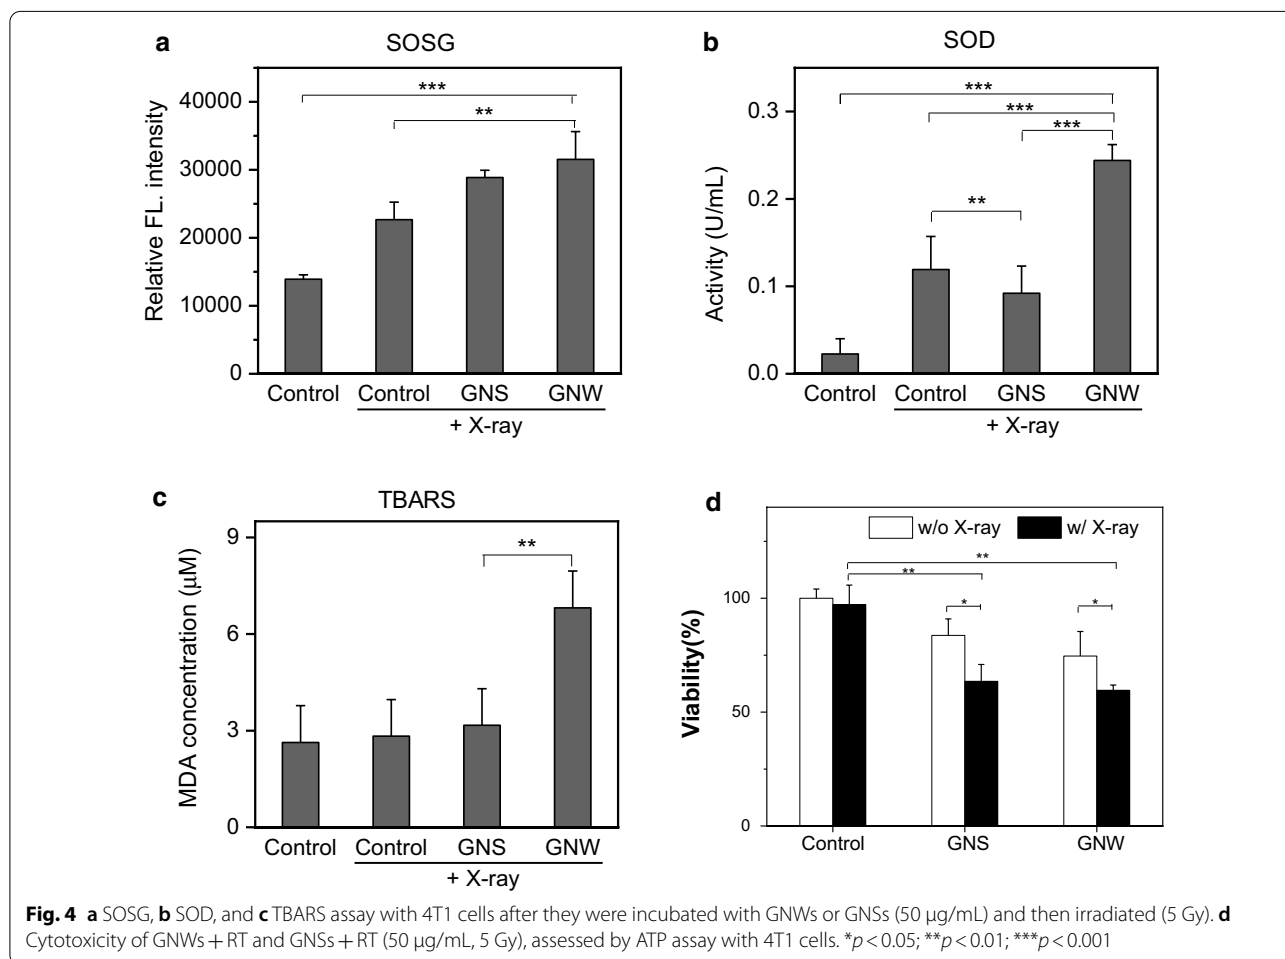 a
SOSG
Relative FL. intensity
40000
30000
20000
10000
0
***
**
Control Control GNS GNW
+ X-ray
b
SOD
Activity (U/mL)
0.3
0.2
0.1
0.0
***
***
***
**
Control Control GNS GNW
+ X-ray
c
TBARS
MDA concentration (μM)
9
6
3
0
**
Control Control GNS GNW
+ X-ray
d
w/o X-ray w/ X-ray
Viability(%)
100
50
0
**
**
*
*
Control GNS GNW
Fig. 4 a SOSG, b SOD, and c TBARS assay with 4T1 cells after they were incubated with GNWs or GNSs (50 μg/mL) and then irradiated (5 Gy). d
Cytotoxicity of GNWs + RT and GNSs + RT (50 μg/mL, 5 Gy), assessed by ATP assay with 4T1 cells. *p < 0.05; **p < 0.01; ***p < 0.001